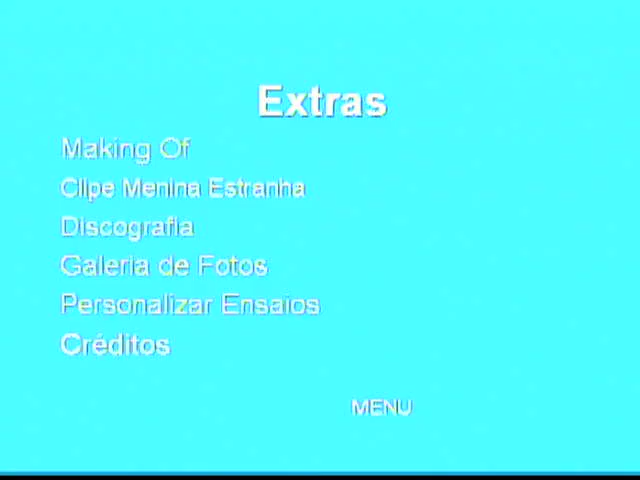 Extras
Making Of
Clipe Menina Estranha
Discografia
Galeria de Fotos
Personalizar Ensaios
Créditos
MENU